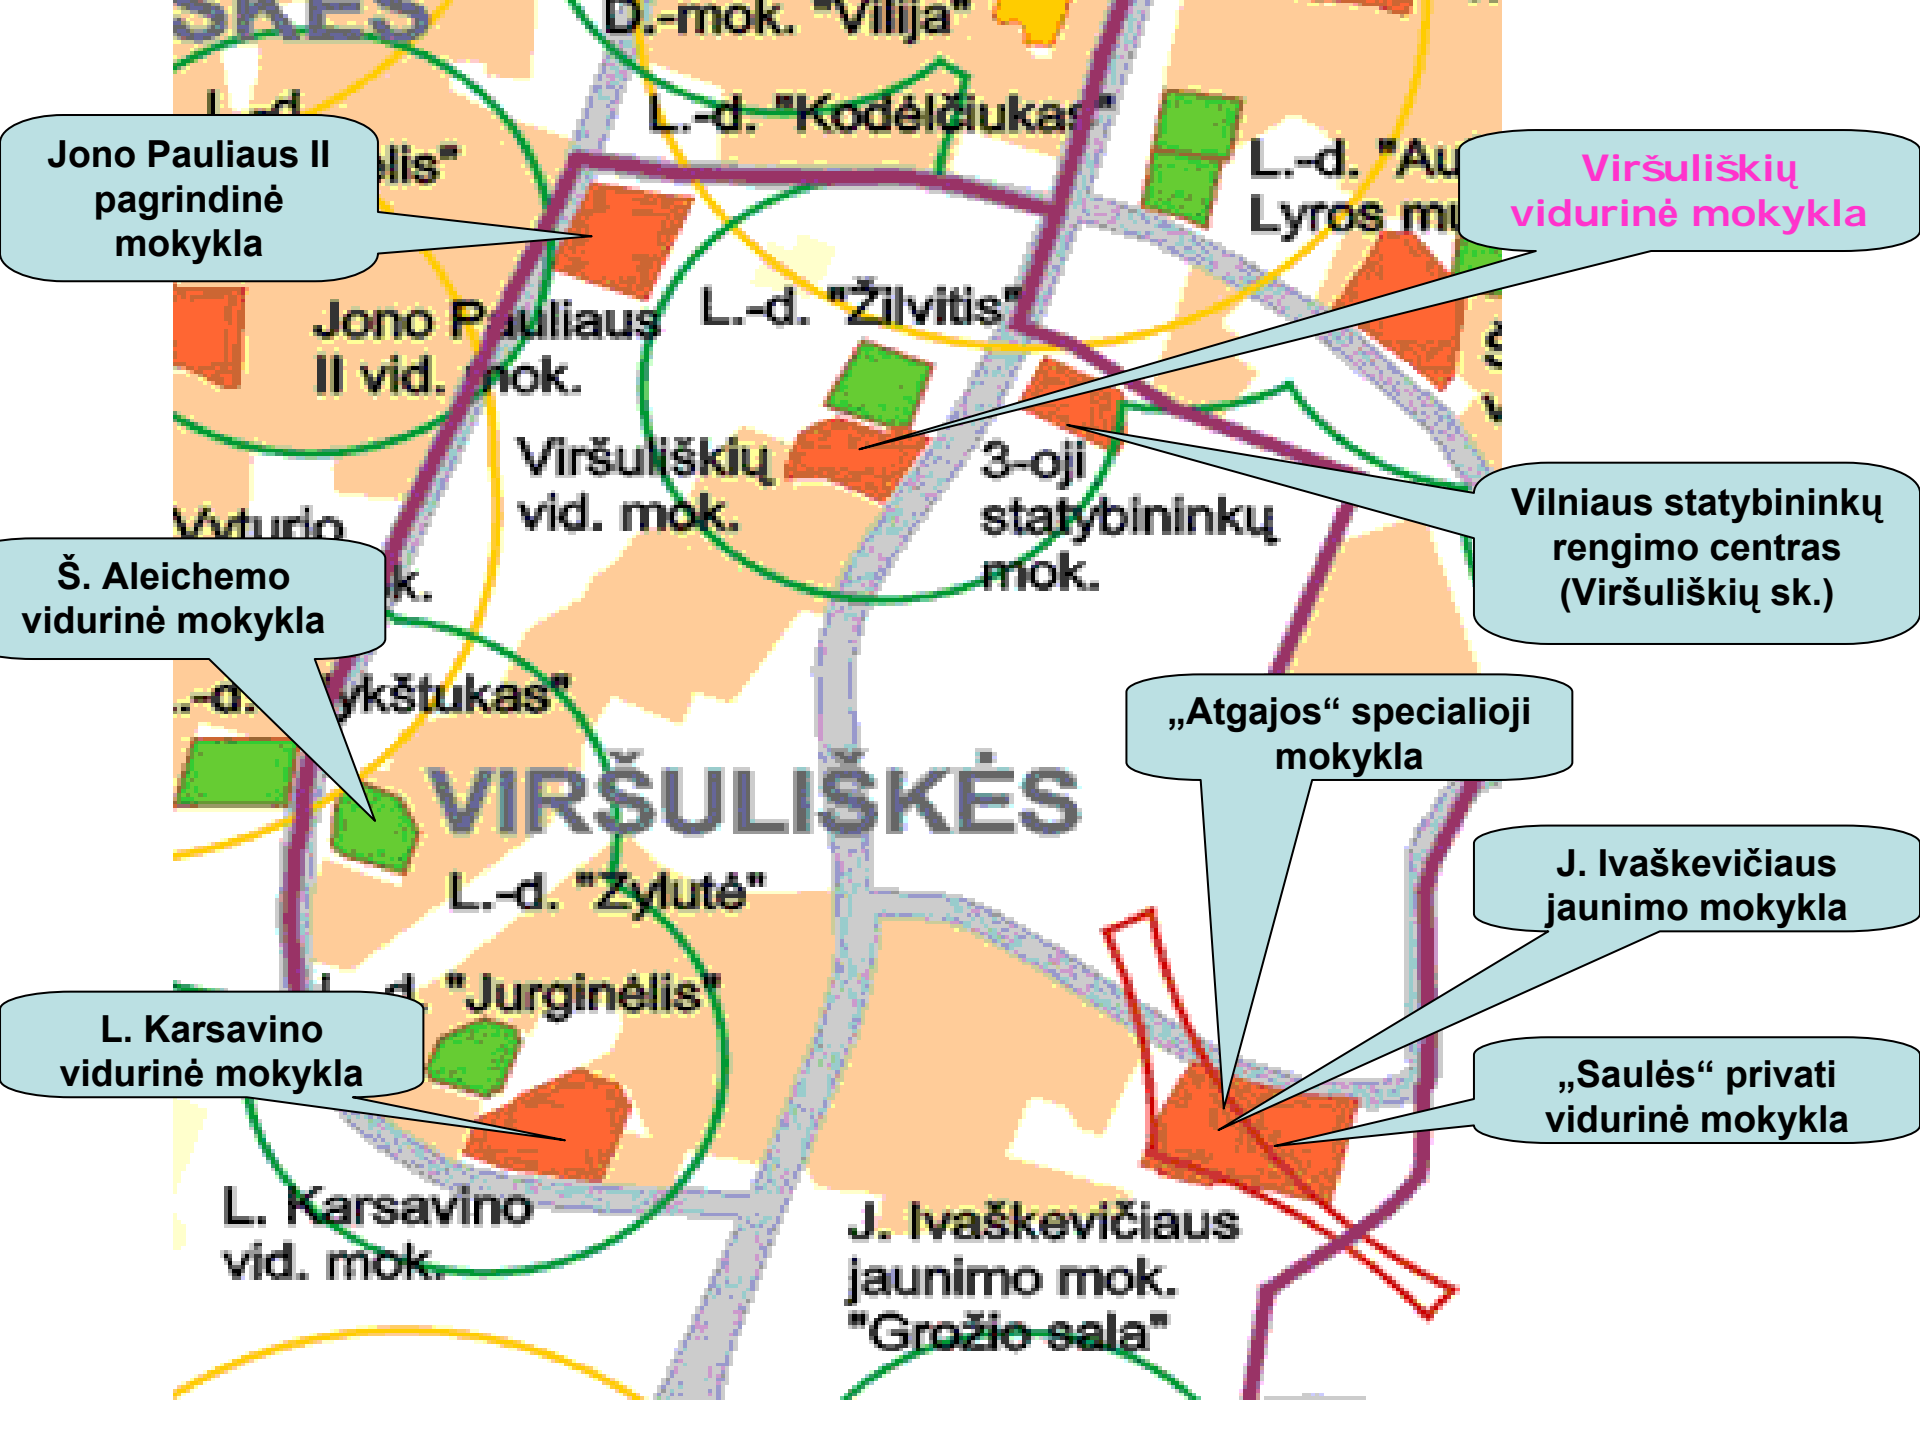 D.-mok. "Vilija"
L.-d. "Kodėlčiukas"
L.-d.
Jono Pauliaus II
pagrindinė
mokykla
L.-d.
Lyros
Viršuliškių
vidurinė mokykla
L.-d. "Žilvitis"
Jono Pauliaus
II vid. mok.
Viršuliškių
vid. mok.
3-oji
statybininkų
mok.
Vilniaus statybininkų
rengimo centras
(Viršuliškių sk.)
Vyturio
Š. Aleichemo
vidurinė mokykla
„Atgajos“ specialioji
mokykla
VIRŠULIŠKĖS
J. Ivaškevičiaus
jaunimo mokykla
L.-d. "Zylutė"
"Jurginėlis"
L. Karsavino
vidurinė mokykla
„Saulės“ privati
vidurinė mokykla
L. Karsavino
vid. mok.
J. Ivaškevičiaus
jaunimo mok.
"Grožio sala"